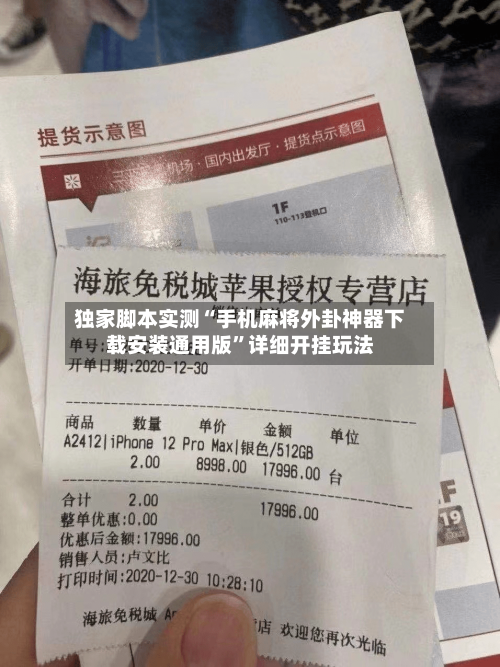 提货示意图
机场·国内出发厅·提货点示意图
1F
110-113登机口
海旅免税城苹果授权专营店
独家脚本实测“手机麻将外卦神器下
载安装通用版”详细开挂玩法
单号:
开单日期:2020-12-30
商品 数量 单价 金额 单位
A2412|iPhone 12 Pro Max|银色/512GB
2.00 8998.00 17996.00 台
合计 2.00 17996.00
整单优惠:0.00
优惠后金额:17996.00
销售人员:卢文比
打印时间:2020-12-30 10:28:10
海旅免税城 店 欢迎您再次光临
F
19